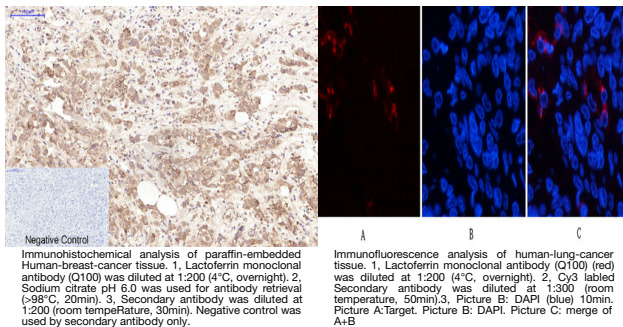 Negative Control
A
B
C
Immunohistochemical analysis of paraffin-embedded
Human-breast-cancer tissue. 1, Lactoferrin monoclonal
antibody (Q100) was diluted at 1:200 (4°C, overnight). 2,
Sodium citrate pH 6.0 was used for antibody retrieval
(>98°C, 20min). 3, Secondary antibody was diluted at
1:200 (room tempeRature, 30min). Negative control was
used by secondary antibody only.
Immunofluorescence analysis of human-lung-cancer
tissue. 1, Lactoferrin monoclonal antibody (Q100) (red)
was diluted at 1:200 (4°C, overnight). 2, Cy3 labled
Secondary antibody was diluted at 1:300 (room
temperature, 50min).3, Picture B: DAPI (blue) 10min.
Picture A:Target. Picture B: DAPI. Picture C: merge of
A+B